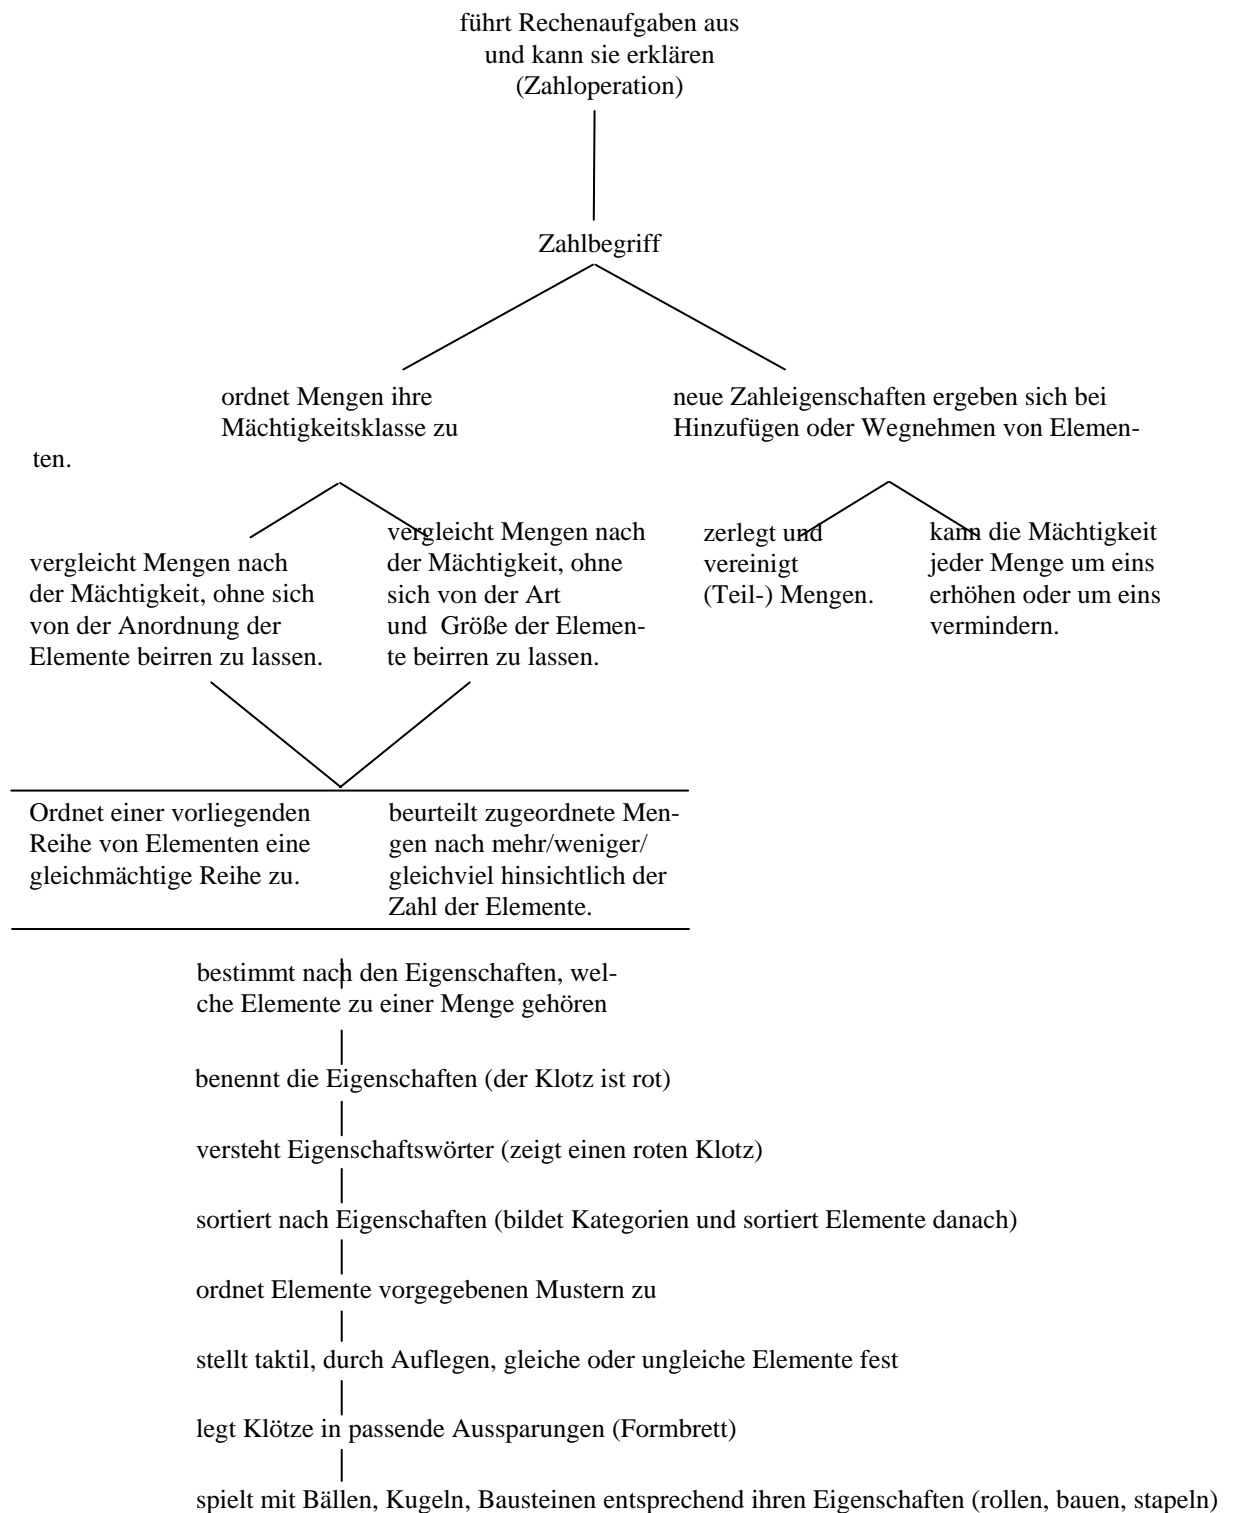 führt Rechenaufgaben aus
und kann sie erklären
(Zahloperation)
Zahlbegriff
ordnet Mengen ihre
Mächtigkeitsklasse zu
neue Zahleigenschaften ergeben sich bei
Hinzufügen oder Wegnehmen von Elemen-
ten.
vergleicht Mengen nach
der Mächtigkeit, ohne sich
von der Anordnung der
Elemente beirren zu lassen.
vergleicht Mengen nach
der Mächtigkeit, ohne
sich von der Art
und Größe der Elemen-
te beirren zu lassen.
zerlegt und
vereinigt
(Teil-) Mengen.
kann die Mächtigkeit
jeder Menge um eins
erhöhen oder um eins
vermindern.
Ordnet einer vorliegenden
Reihe von Elementen eine
gleichmächtige Reihe zu.
beurteilt zugeordnete Men-
gen nach mehr/weniger/
gleichviel hinsichtlich der
Zahl der Elemente.
bestimmt nach den Eigenschaften, wel-
che Elemente zu einer Menge gehören
benennt die Eigenschaften (der Klotz ist rot)
versteht Eigenschaftswörter (zeigt einen roten Klotz)
sortiert nach Eigenschaften (bildet Kategorien und sortiert Elemente danach)
ordnet Elemente vorgegebenen Mustern zu
stellt taktil, durch Auflegen, gleiche oder ungleiche Elemente fest
legt Klötze in passende Aussparungen (Formbrett)
spielt mit Bällen, Kugeln, Bausteinen entsprechend ihren Eigenschaften (rollen, bauen, stapeln)